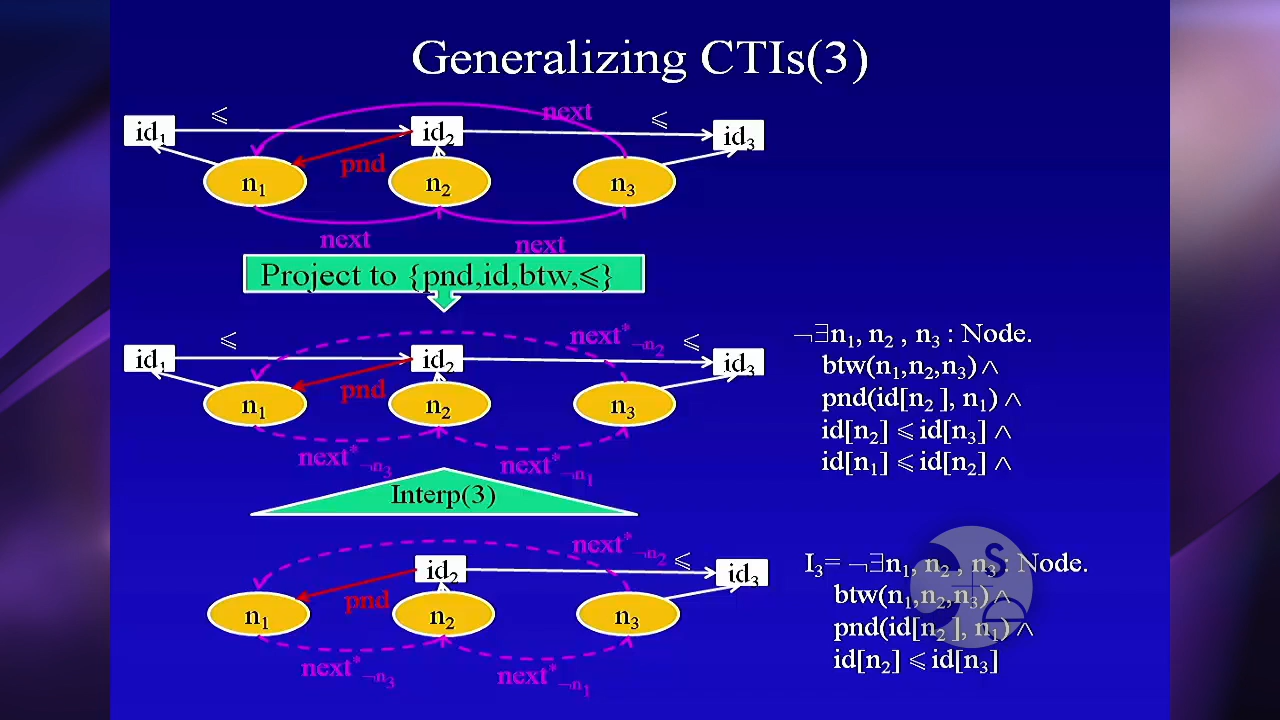 Generalizing CTIs(3)
⩽ next ⩽
id₁ id₂ id₃
pnd
n₁ n₂ n₃
next next
Project to {pnd,id,btw,⩽}
⩽ next*¬n₂ ⩽
id₁ id₂ id₃
pnd
n₁ n₂ n₃
next*¬n₃ next*¬n₁
¬∃n₁, n₂ , n₃ : Node.
btw(n₁,n₂,n₃) ∧
pnd(id[n₂ ], n₁) ∧
id[n₂] ⩽ id[n₃] ∧
id[n₁] ⩽ id[n₂] ∧
Interp(3)
next*¬n₂ ⩽
id₂ id₃
pnd
n₁ n₂ n₃
next*¬n₃ next*¬n₁
I₃= ¬∃n₁, n₂ , n₃ : Node.
btw(n₁,n₂,n₃) ∧
pnd(id[n₂ ], n₁) ∧
id[n₂] ⩽ id[n₃]
S